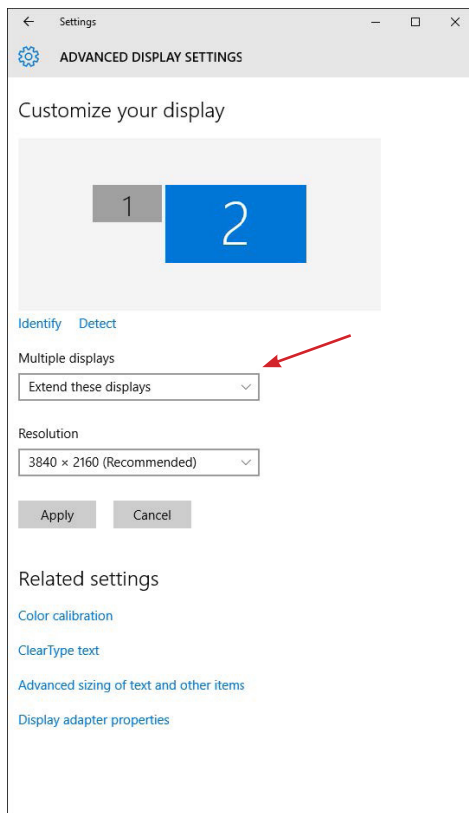 Settings
ADVANCED DISPLAY SETTINGS
Customize your display
1
2
Identify Detect
Multiple displays
Extend these displays
Resolution
3840 × 2160 (Recommended)
Apply Cancel
Related settings
Color calibration
ClearType text
Advanced sizing of text and other items
Display adapter properties